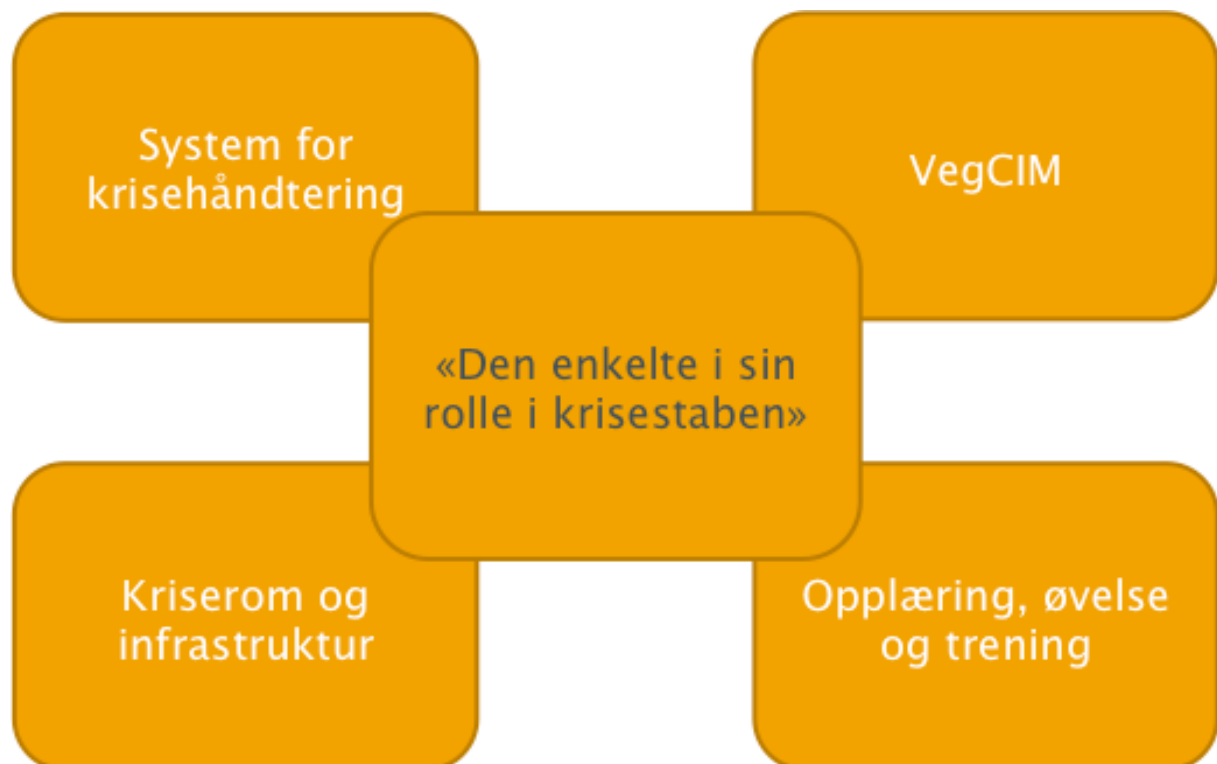 System for
krisehåndtering
VegCIM
«Den enkelte i sin
rolle i krisestaben»
Kriserom og
infrastruktur
Opplæring, øvelse
og trening